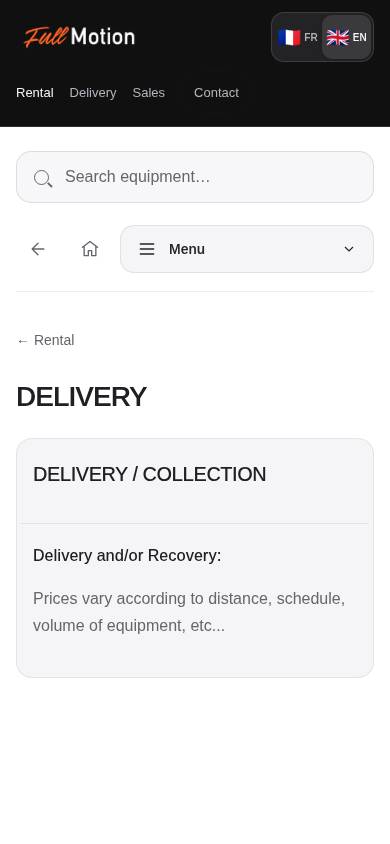 Full Motion
FR
EN
Rental Delivery Sales Contact
Search equipment…
Menu
← Rental
DELIVERY
DELIVERY / COLLECTION
Delivery and/or Recovery:
Prices vary according to distance, schedule,
volume of equipment, etc...